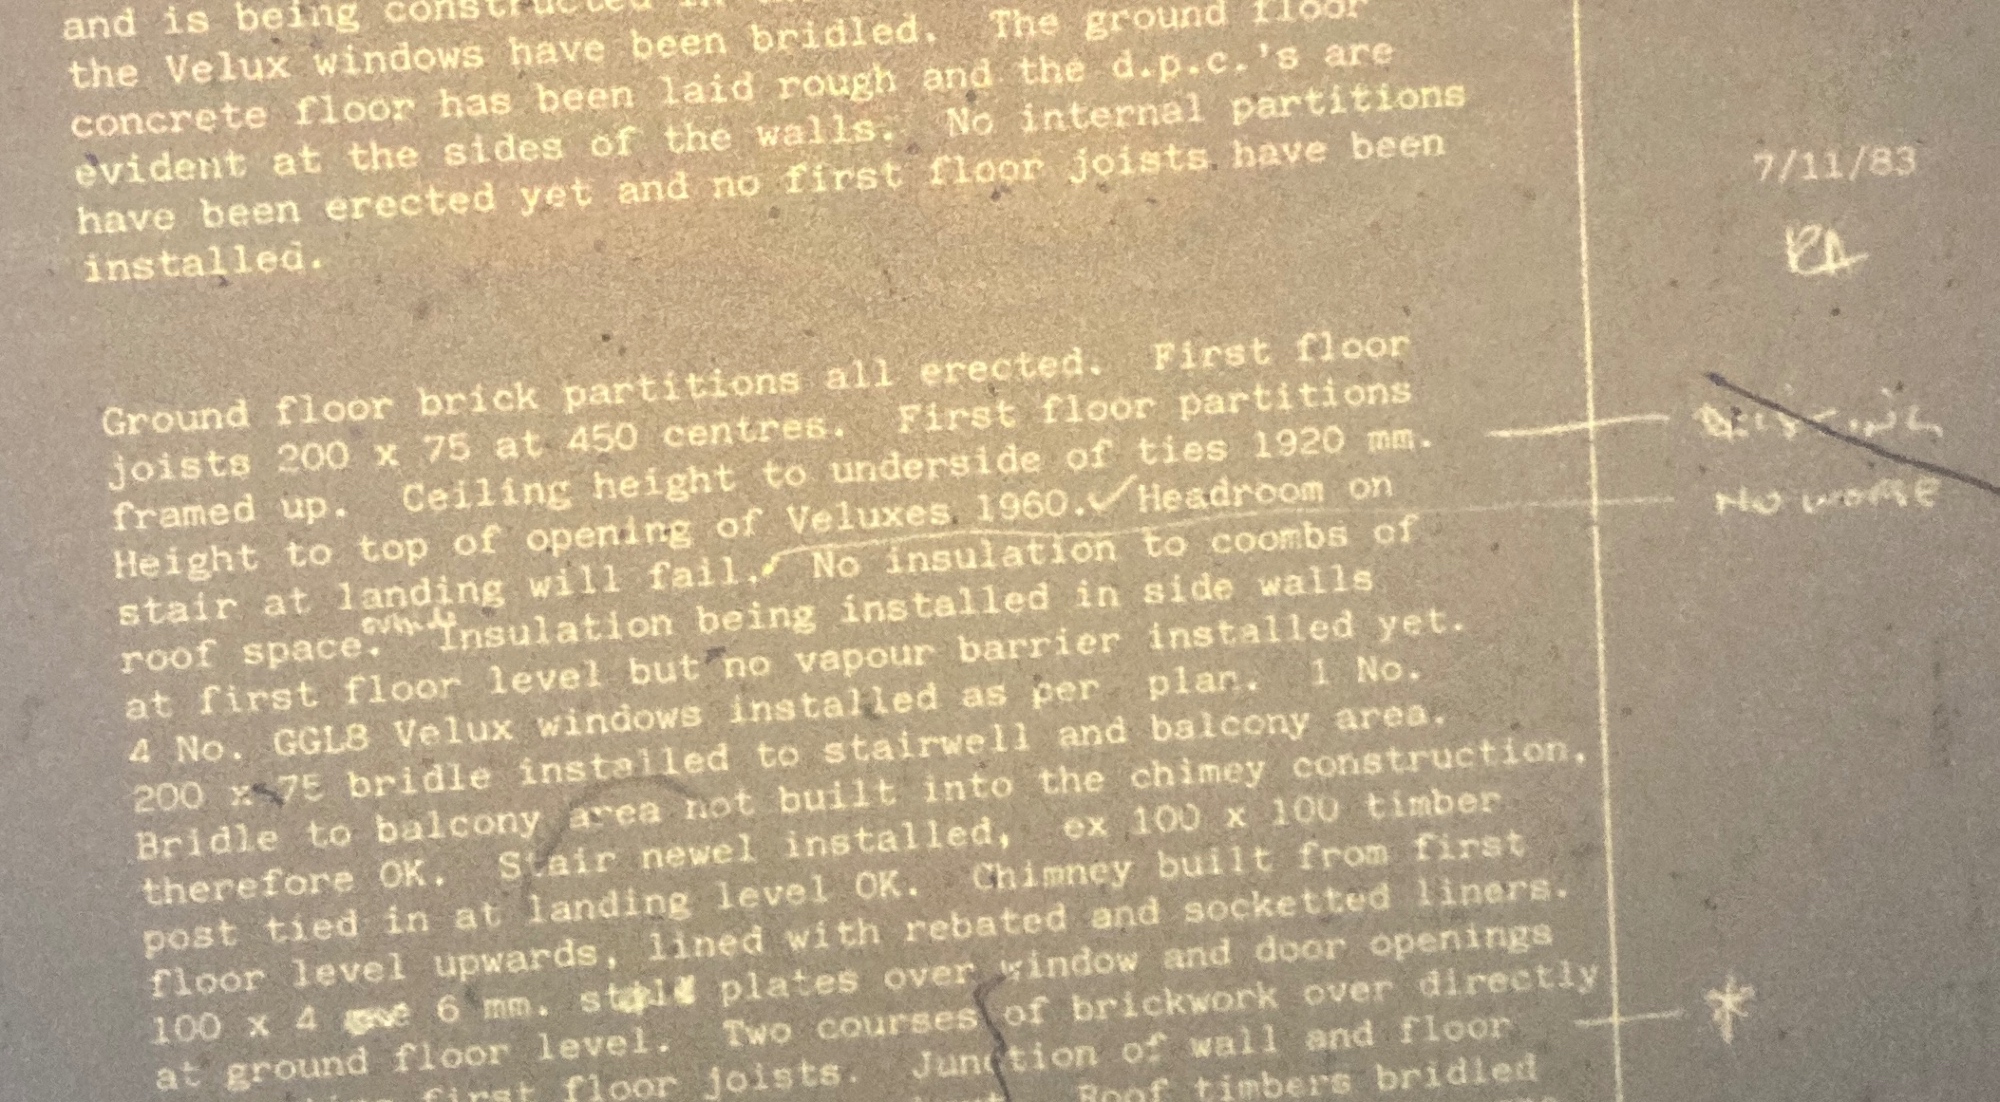 and is being constructed in
the Velux windows have been bridled. The ground floor
concrete floor has been laid rough and the d.p.c.'s are
evident at the sides of the walls. No internal partitions
have been erected yet and no first floor joists have been
installed.
7/11/83
Ground floor brick partitions all erected. First floor
joists 200 x 75 at 450 centres. First floor partitions
framed up. Ceiling height to underside of ties 1920 mm.
Height to top of opening of Veluxes 1960. ✓ Headroom on
No worse
stair at landing will fail. No insulation to coombs of
roof space. Insulation being installed in side walls
at first floor level but no vapour barrier installed yet.
4 No. GGL8 Velux windows installed as per plan. 1 No.
200 x 75 bridle installed to stairwell and balcony area.
Bridle to balcony area not built into the chimey construction,
therefore OK. Stair newel installed, ex 100 x 100 timber
post tied in at landing level OK. Chimney built from first
floor level upwards, lined with rebated and socketted liners.
100 x 4 6 mm. plates over window and door openings
at ground floor level. Two courses of brickwork over directly
*
first floor joists. Junction of wall and floor
Roof timbers bridled